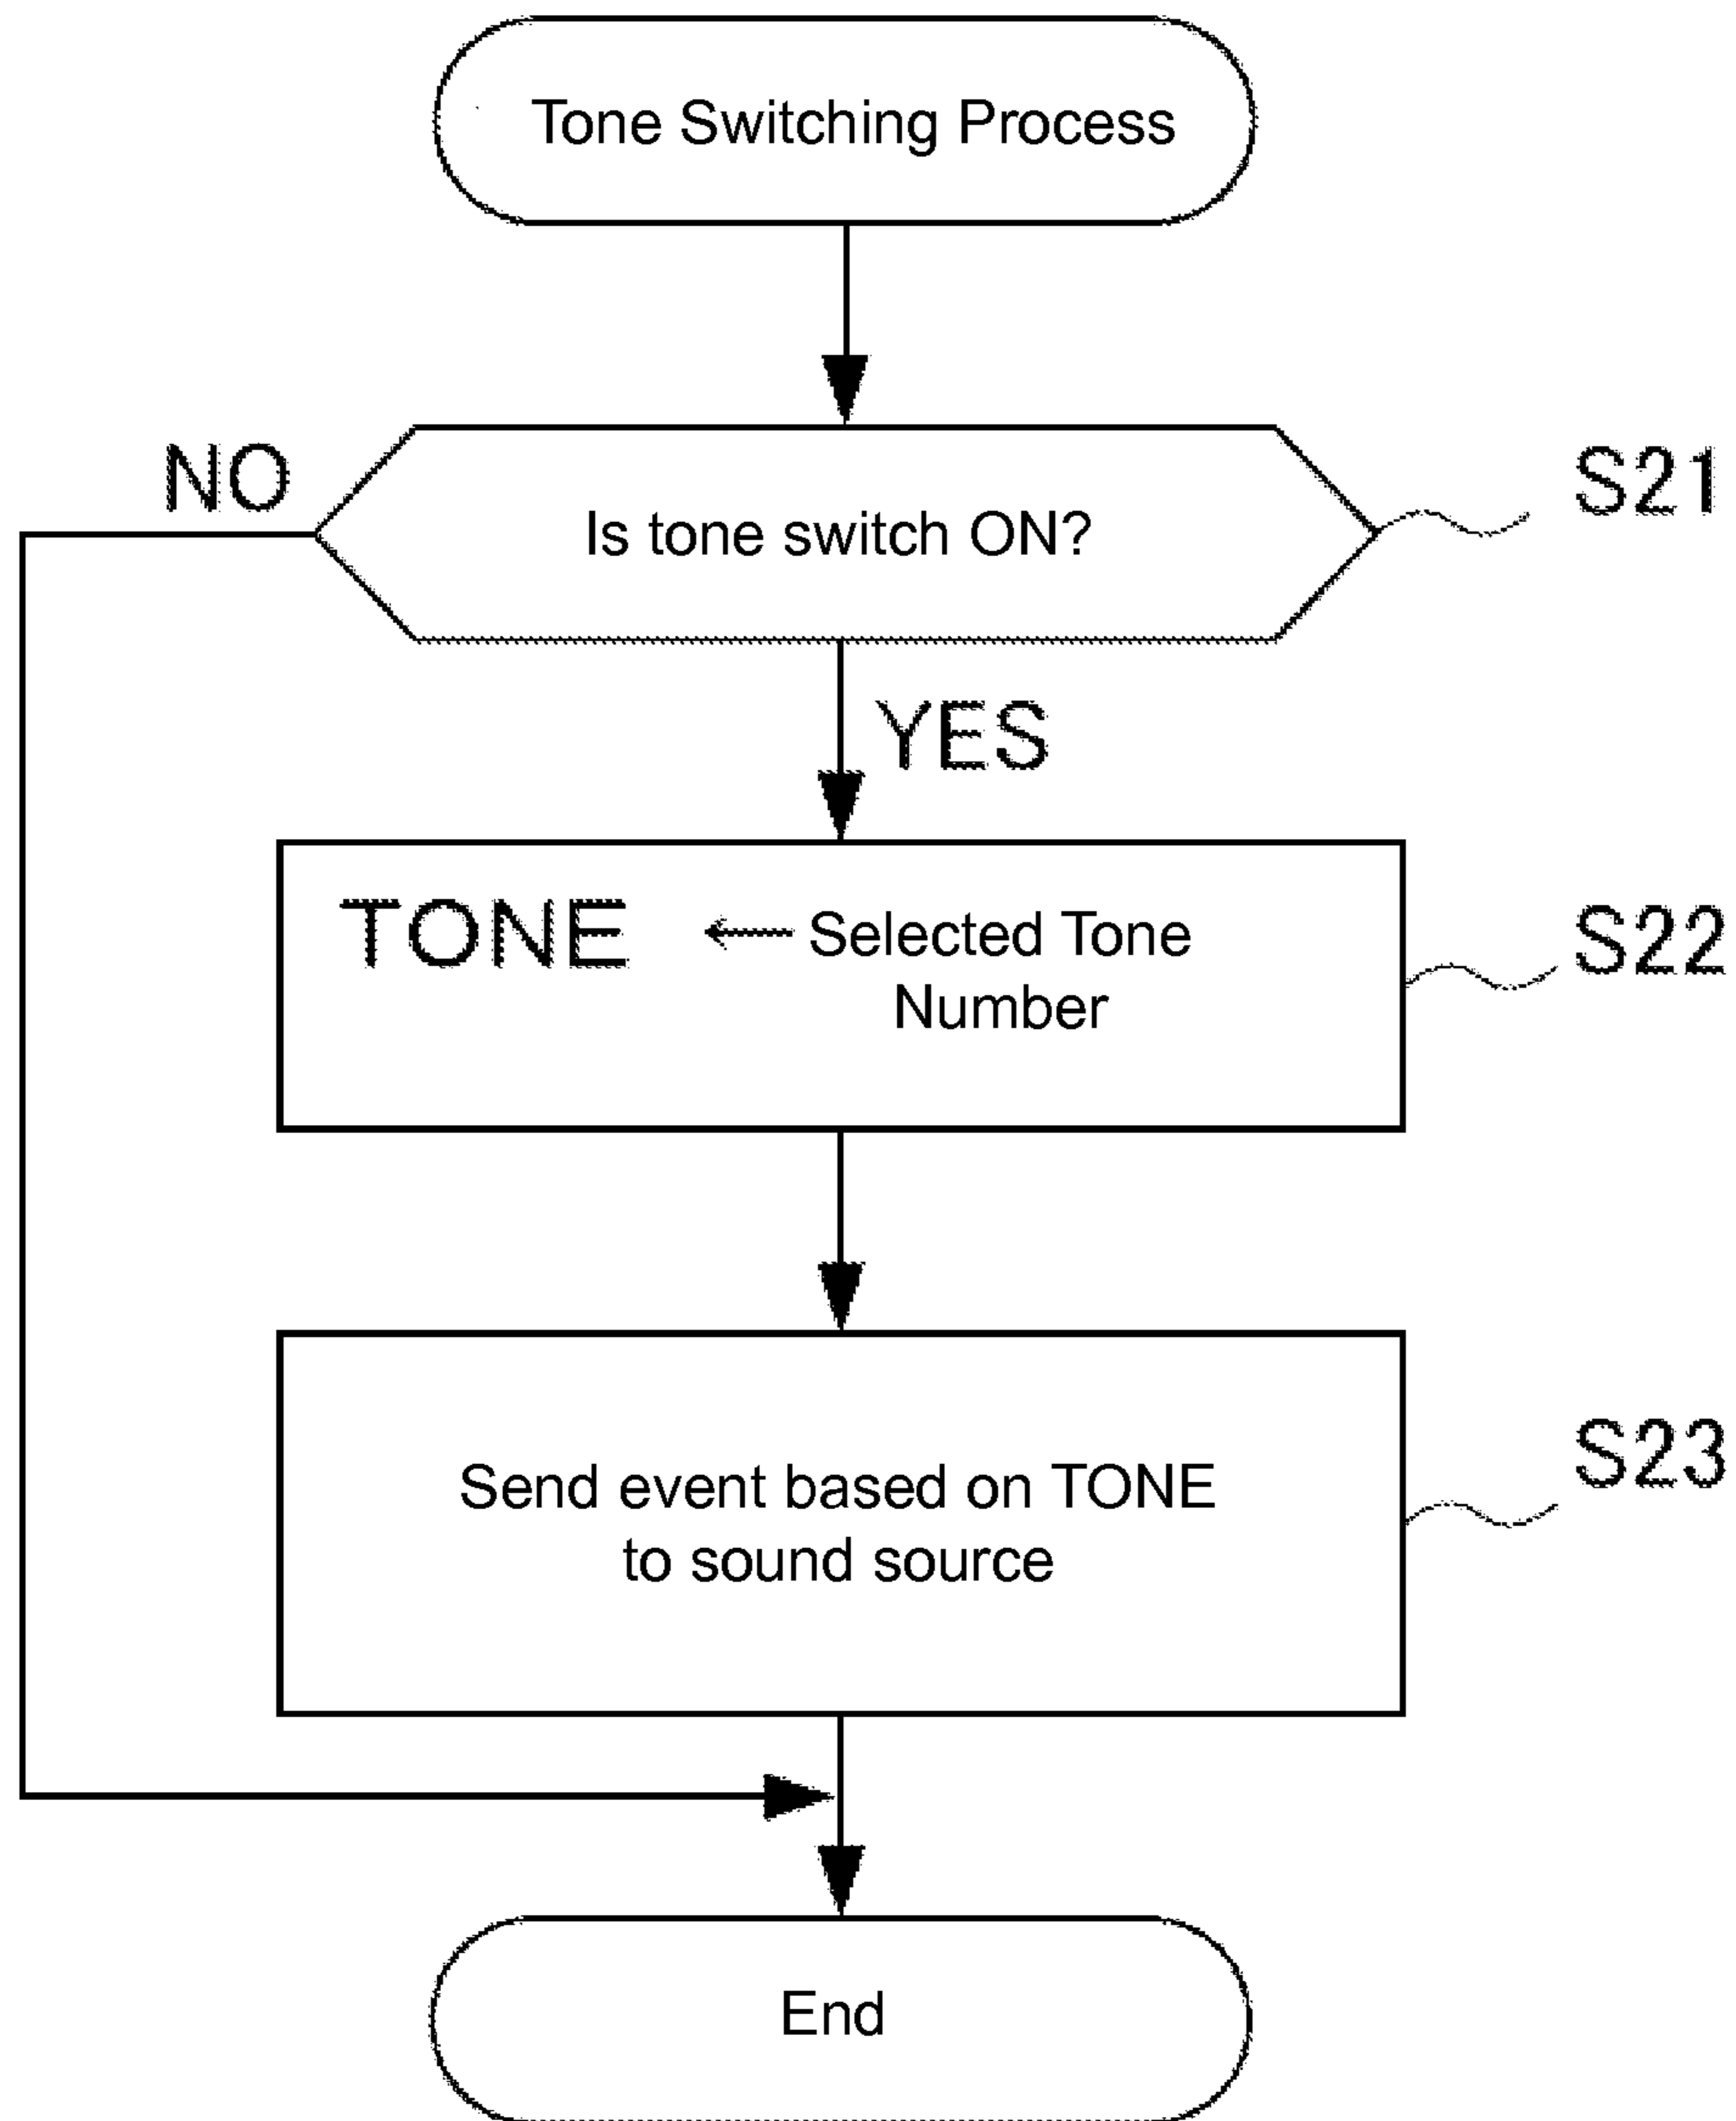 Tone Switching Process
NO
Is tone switch ON?
S21
YES
TONE ← Selected Tone
Number
S22
Send event based on TONE
to sound source
S23
End